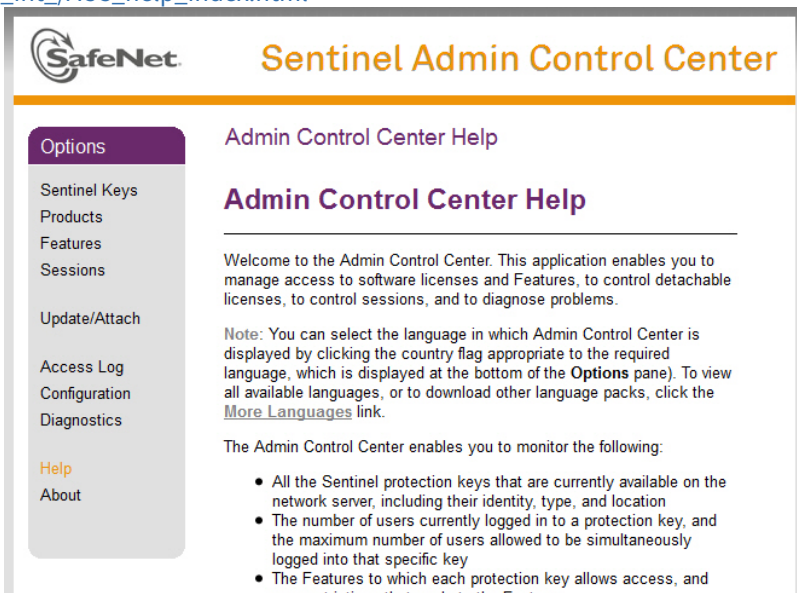 SafeNet.
Sentinel Admin Control Center
Options
Sentinel Keys
Products
Features
Sessions
Update/Attach
Access Log
Configuration
Diagnostics
Help
About
Admin Control Center Help
Admin Control Center Help
Welcome to the Admin Control Center. This application enables you to
manage access to software licenses and Features, to control detachable
licenses, to control sessions, and to diagnose problems.
Note: You can select the language in which Admin Control Center is
displayed by clicking the country flag appropriate to the required
language, which is displayed at the bottom of the Options pane). To view
all available languages, or to download other language packs, click the
More Languages link.
The Admin Control Center enables you to monitor the following:
● All the Sentinel protection keys that are currently available on the
network server, including their identity, type, and location
● The number of users currently logged in to a protection key, and
the maximum number of users allowed to be simultaneously
logged into that specific key
● The Features to which each protection key allows access, and